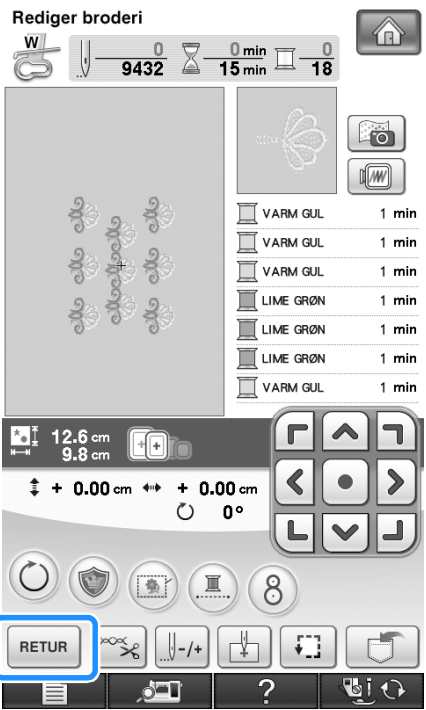 Rediger broderi
W
0
9432
0 min
15 min
0
18
VARM GUL 1 min
VARM GUL 1 min
VARM GUL 1 min
LIME GRØN 1 min
LIME GRØN 1 min
LIME GRØN 1 min
VARM GUL 1 min
12.6 cm
9.8 cm
+ 0.00 cm + 0.00 cm
0°
8
RETUR
-/+
?